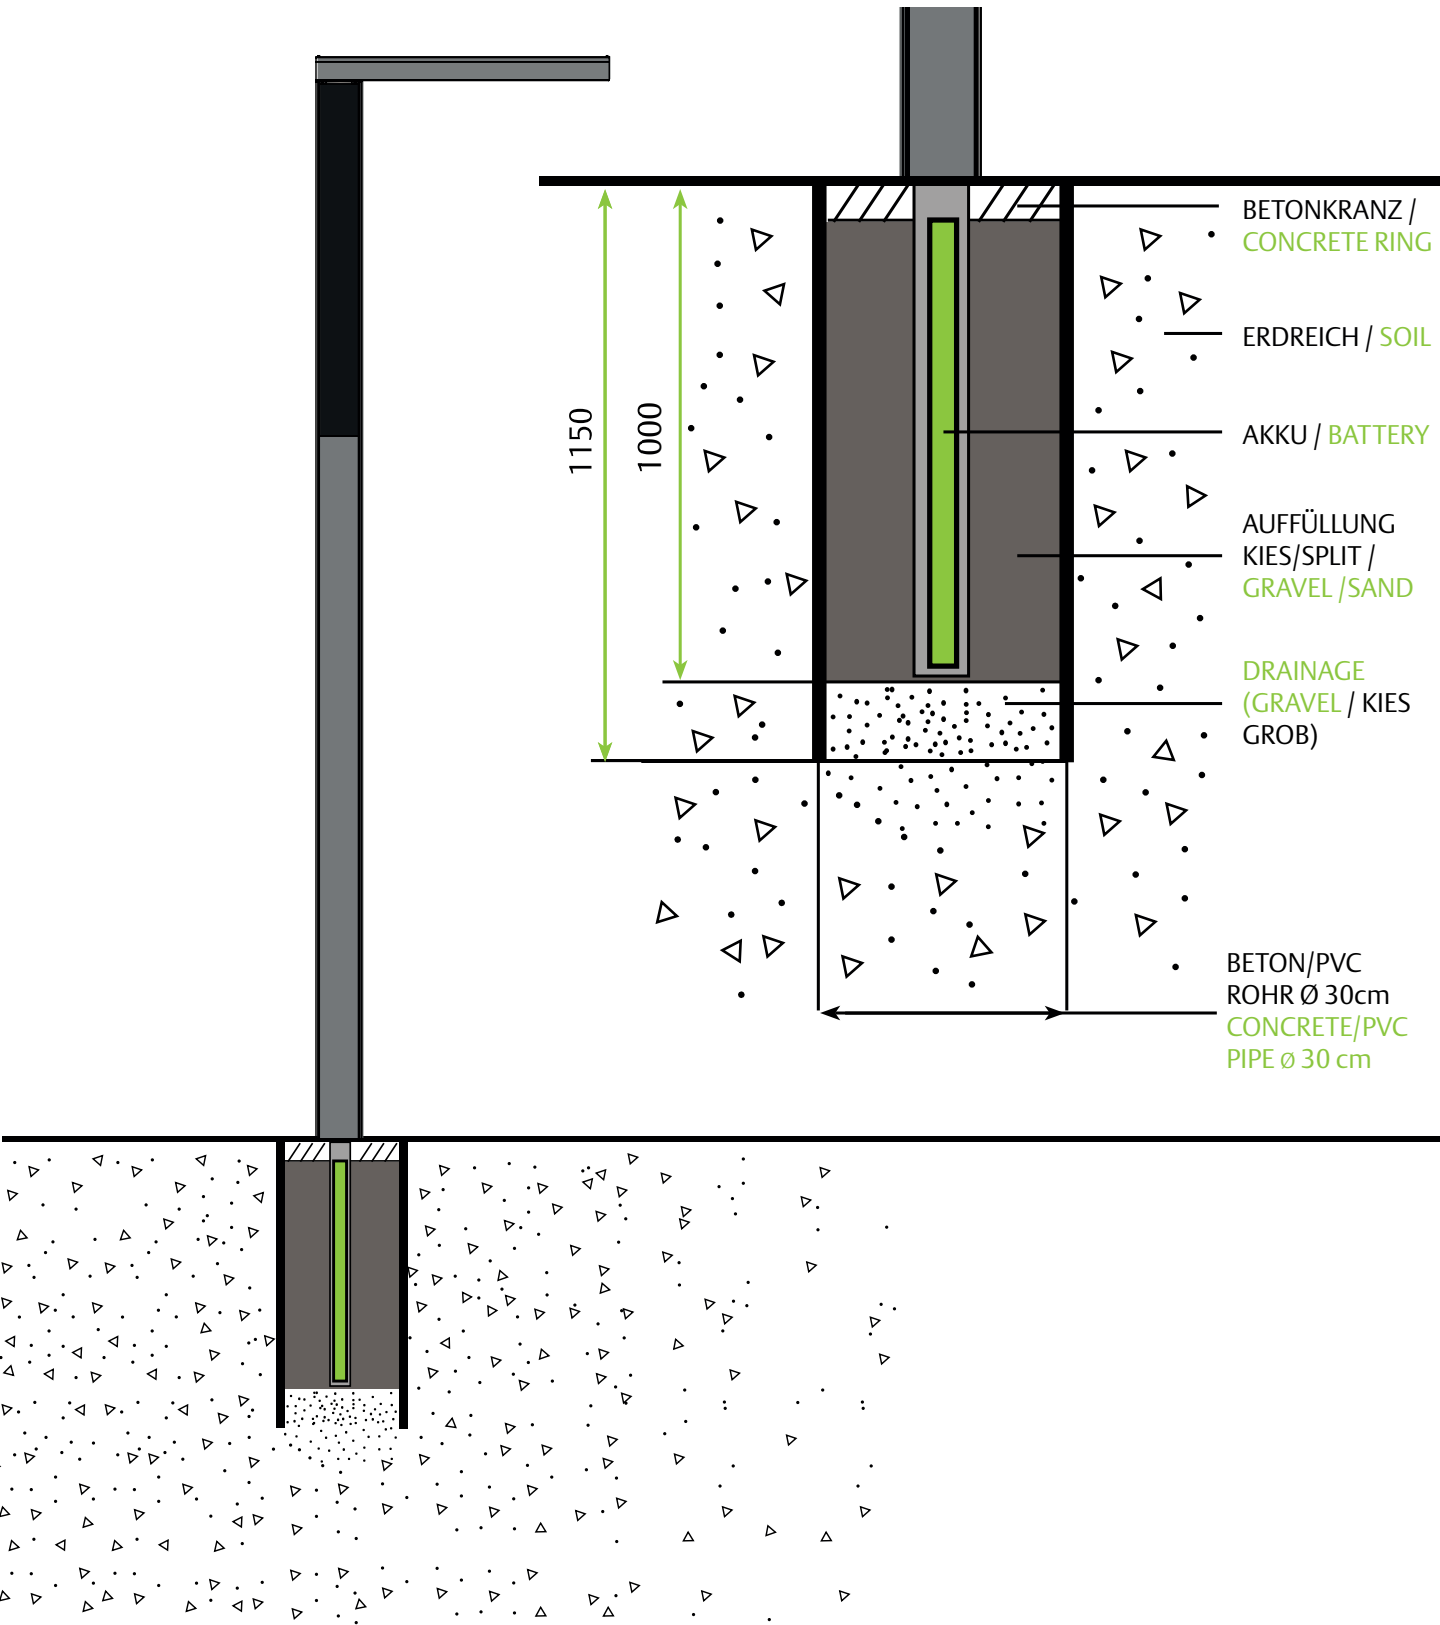 BETONKRANZ /
CONCRETE RING
ERDREICH / SOIL
AKKU / BATTERY
AUFFÜLLUNG
KIES/SPLIT /
GRAVEL /SAND
DRAINAGE
(GRAVEL / KIES
GROB)
1150
1000
BETON/PVC
ROHR Ø 30cm
CONCRETE/PVC
PIPE ø 30 cm